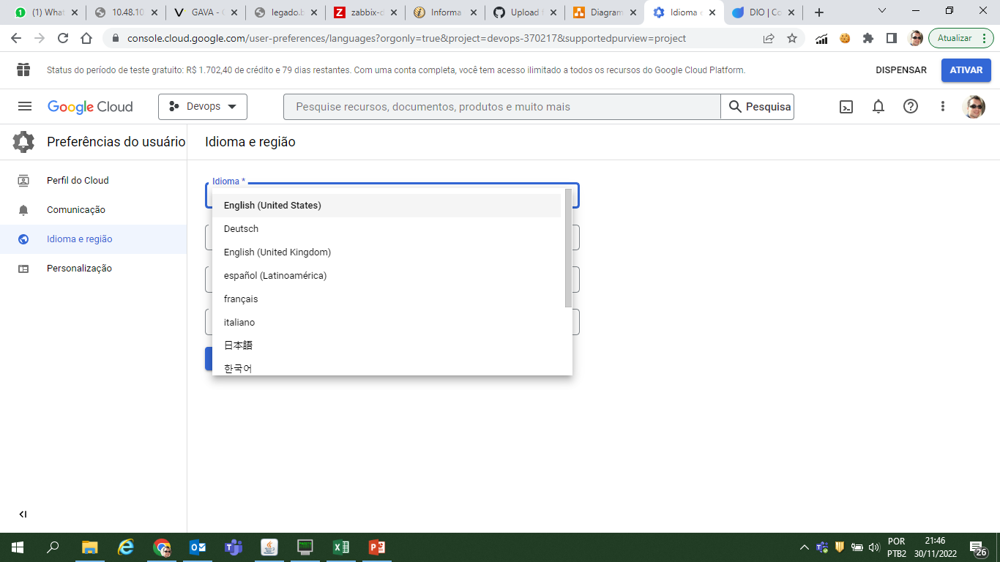 (1) What
10.48.10
GAVA -
legado.b
zabbix-d
Informa
Upload
Diagram
Idioma e
DIO | Co
console.cloud.google.com/user-preferences/languages?orgonly=true&project=devops-370217&supportedpurview=project
Atualizar
Status do período de teste gratuito: R$ 1.702,40 de crédito e 79 dias restantes. Com uma conta completa, você tem acesso ilimitado a todos os recursos do Google Cloud Platform.
DISPENSAR
ATIVAR
Google Cloud
Devops
Pesquise recursos, documentos, produtos e muito mais
Pesquisa
Preferências do usuário
Idioma e região
Perfil do Cloud
Comunicação
Idioma e região
Personalização
Idioma *
English (United States)
Deutsch
English (United Kingdom)
español (Latinoamérica)
français
italiano
日本語
한국어
POR
PTB2
21:46
30/11/2022
26